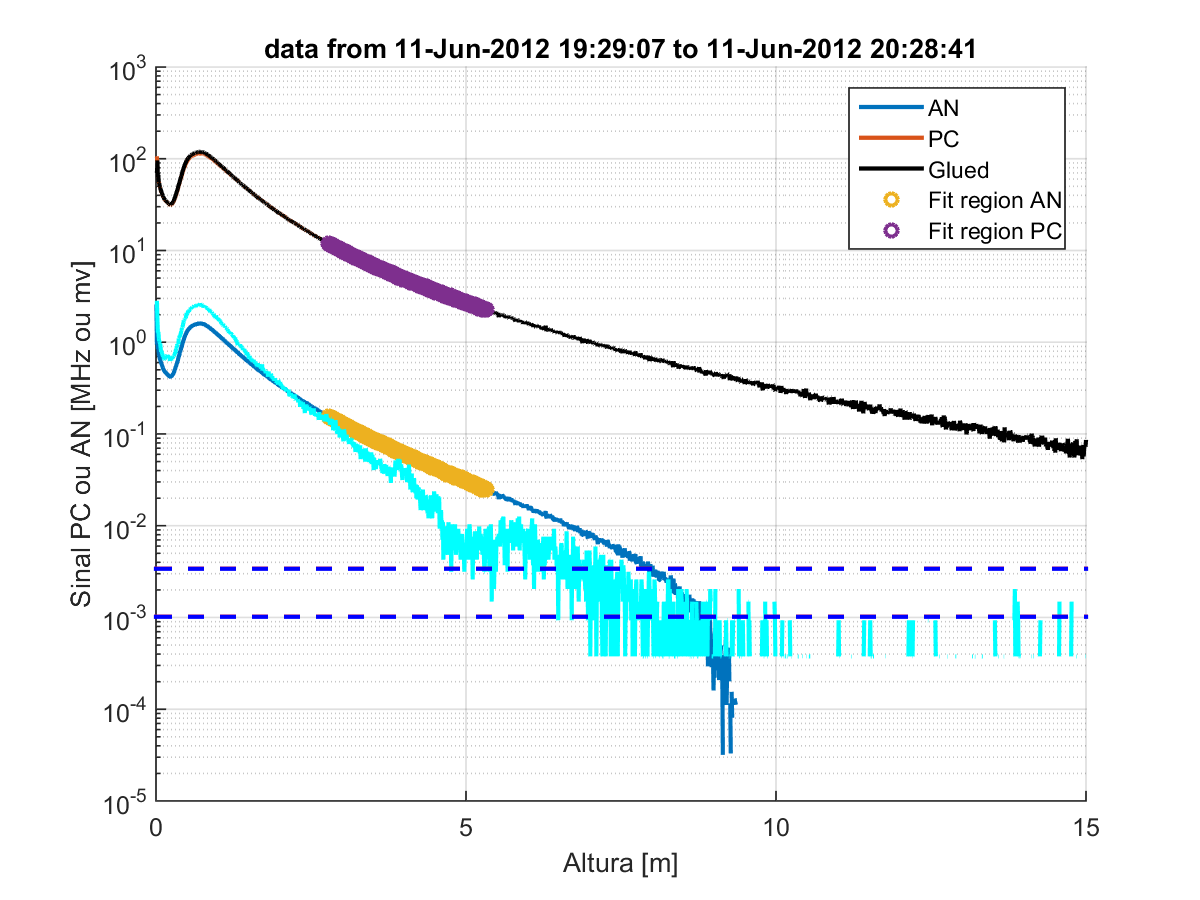 data from 11-Jun-2012 19:29:07 to 11-Jun-2012 20:28:41
10^3
10^2
10^1
10^0
10^-1
10^-2
10^-3
10^-4
10^-5
Sinal PC ou AN [MHz ou mv]
AN
PC
Glued
Fit region AN
Fit region PC
0
5
10
15
Altura [m]